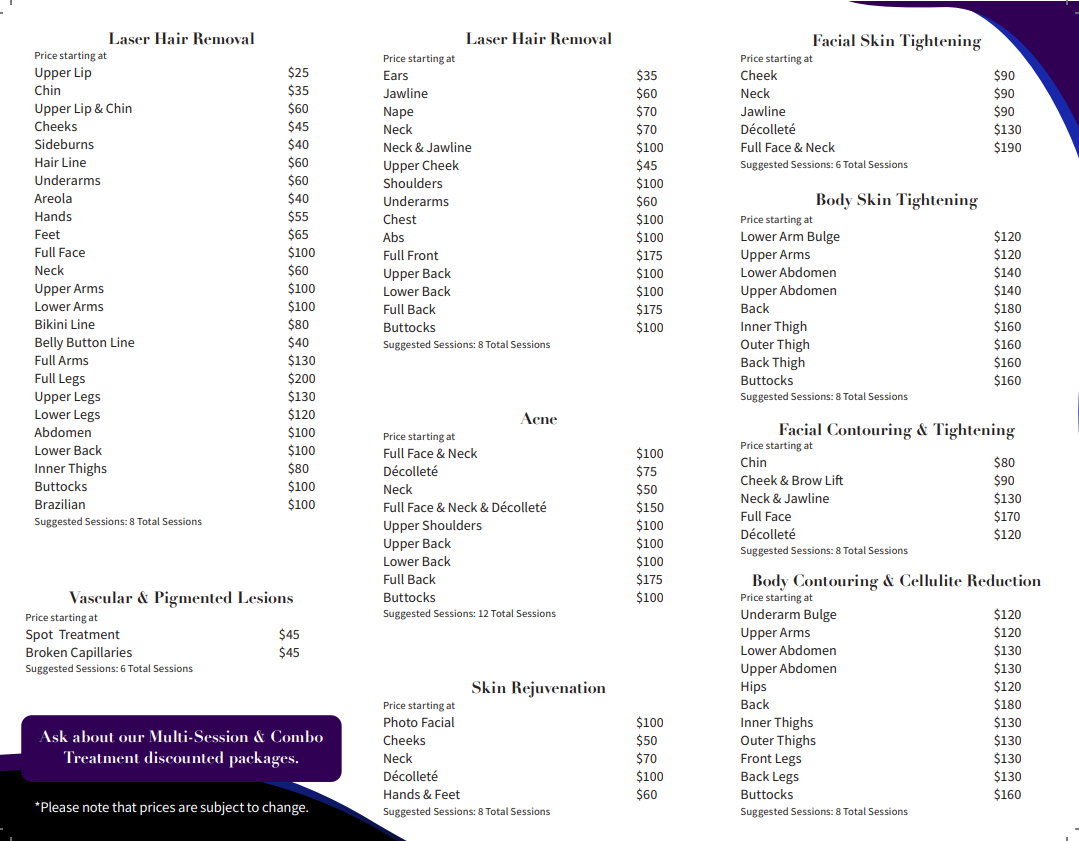 Laser Hair Removal
Price starting at
Upper Lip $25
Chin $35
Upper Lip & Chin $60
Cheeks $45
Sideburns $40
Hair Line $60
Underarms $60
Areola $40
Hands $55
Feet $65
Full Face $100
Neck $60
Upper Arms $100
Lower Arms $100
Bikini Line $80
Belly Button Line $40
Full Arms $130
Full Legs $200
Upper Legs $130
Lower Legs $120
Abdomen $100
Lower Back $100
Inner Thighs $80
Buttocks $100
Brazilian $100
Suggested Sessions: 8 Total Sessions
Vascular & Pigmented Lesions
Price starting at
Spot Treatment $45
Broken Capillaries $45
Suggested Sessions: 6 Total Sessions
Ask about our Multi-Session & Combo
Treatment discounted packages.
*Please note that prices are subject to change.
Laser Hair Removal
Price starting at
Ears $35
Jawline $60
Nape $70
Neck $70
Neck & Jawline $100
Upper Cheek $45
Shoulders $100
Underarms $60
Chest $100
Abs $100
Full Front $175
Upper Back $100
Lower Back $100
Full Back $175
Buttocks $100
Suggested Sessions: 8 Total Sessions
Acne
Price starting at
Full Face & Neck $100
Décolleté $75
Neck $50
Full Face & Neck & Décolleté $150
Upper Shoulders $100
Upper Back $100
Lower Back $100
Full Back $175
Buttocks $100
Suggested Sessions: 12 Total Sessions
Skin Rejuvenation
Price starting at
Photo Facial $100
Cheeks $50
Neck $70
Décolleté $100
Hands & Feet $60
Suggested Sessions: 8 Total Sessions
Facial Skin Tightening
Price starting at
Cheek $90
Neck $90
Jawline $90
Décolleté $130
Full Face & Neck $190
Suggested Sessions: 6 Total Sessions
Body Skin Tightening
Price starting at
Lower Arm Bulge $120
Upper Arms $120
Lower Abdomen $140
Upper Abdomen $140
Back $180
Inner Thigh $160
Outer Thigh $160
Back Thigh $160
Buttocks $160
Suggested Sessions: 8 Total Sessions
Facial Contouring & Tightening
Price starting at
Chin $80
Cheek & Brow Lift $90
Neck & Jawline $130
Full Face $170
Décolleté $120
Suggested Sessions: 8 Total Sessions
Body Contouring & Cellulite Reduction
Price starting at
Underarm Bulge $120
Upper Arms $120
Lower Abdomen $130
Upper Abdomen $130
Hips $120
Back $180
Inner Thighs $130
Outer Thighs $130
Front Legs $130
Back Legs $130
Buttocks $160
Suggested Sessions: 8 Total Sessions